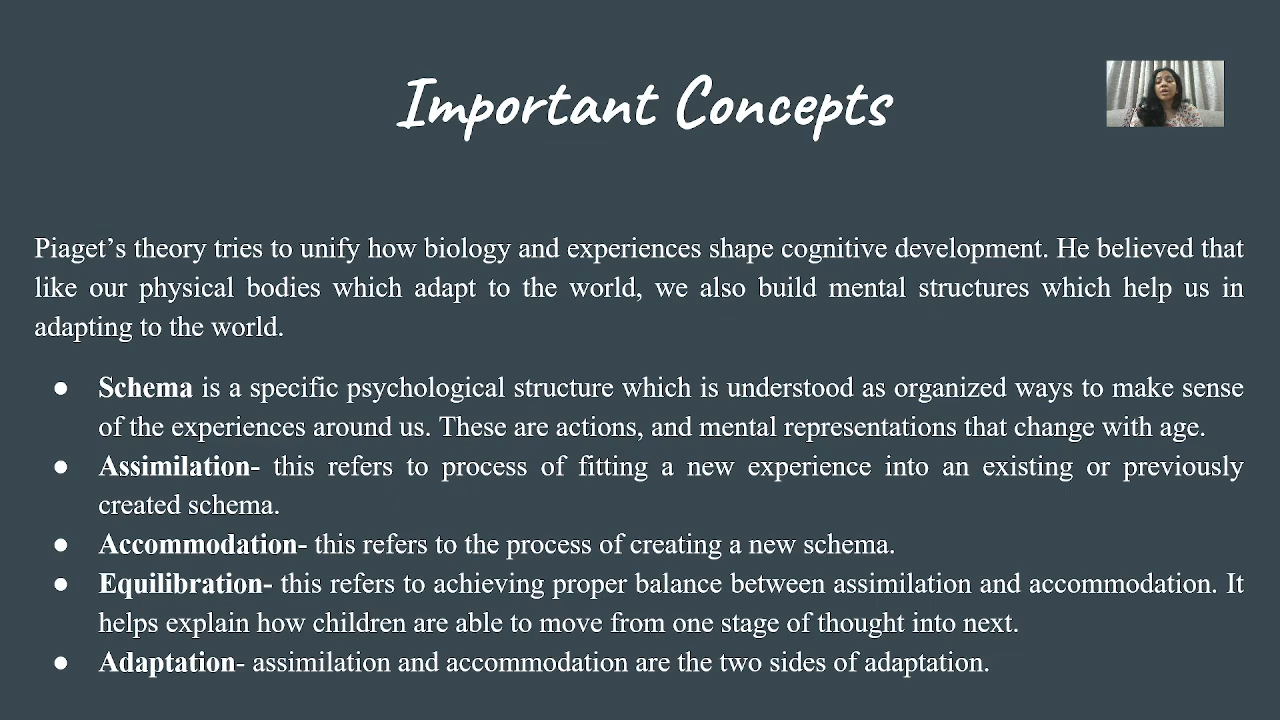 Important Concepts
Piaget’s theory tries to unify how biology and experiences shape cognitive development. He believed that
like our physical bodies which adapt to the world, we also build mental structures which help us in
adapting to the world.
● Schema is a specific psychological structure which is understood as organized ways to make sense
of the experiences around us. These are actions, and mental representations that change with age.
● Assimilation- this refers to process of fitting a new experience into an existing or previously
created schema.
● Accommodation- this refers to the process of creating a new schema.
● Equilibration- this refers to achieving proper balance between assimilation and accommodation. It
helps explain how children are able to move from one stage of thought into next.
● Adaptation- assimilation and accommodation are the two sides of adaptation.